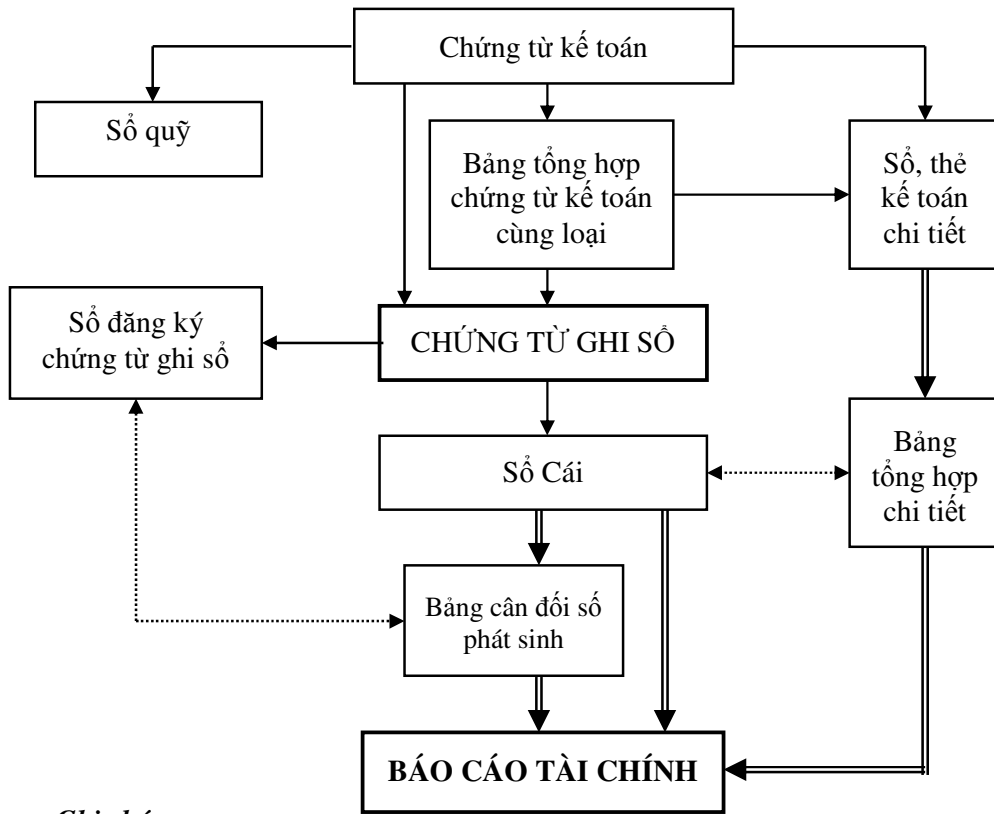 Chứng từ kế toán
Sổ quỹ
Bảng tổng hợp
chứng từ kế toán
cùng loại
Sổ, thẻ
kế toán
chi tiết
Sổ đăng ký
chứng từ ghi sổ
CHỨNG TỪ GHI SỔ
Sổ Cái
Bảng
tổng hợp
chi tiết
Bảng cân đối số
phát sinh
BÁO CÁO TÀI CHÍNH